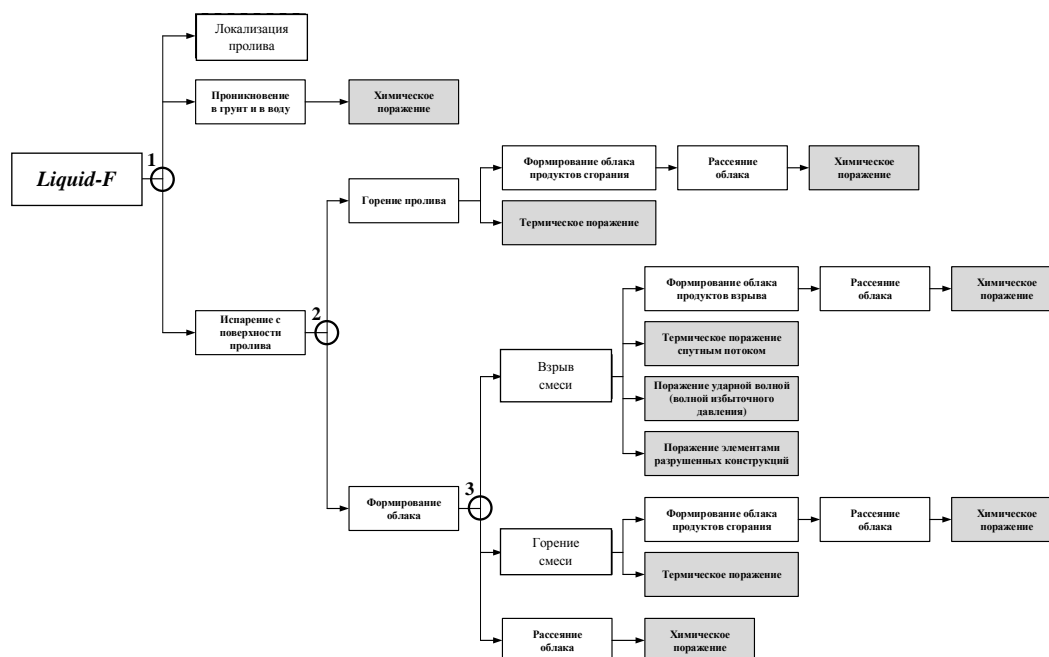 Локализация
пролива
Проникновение
в грунт и в воду
Химическое
поражение
1
Liquid-F
Формирование облака
продуктов сгорания
Рассеяние
облака
Химическое
поражение
Горение пролива
Термическое поражение
Формирование облака
продуктов взрыва
Рассеяние
облака
Химическое
поражение
Испарение с
поверхности
пролива
2
Термическое поражение
спутным потоком
Взрыв
смеси
Поражение ударной волной
(волной избыточного
давления)
Поражение элементами
разрушенных конструкций
Формирование
облака
3
Формирование облака
продуктов сгорания
Рассеяние
облака
Химическое
поражение
Горение
смеси
Термическое поражение
Рассеяние
облака
Химическое
поражение